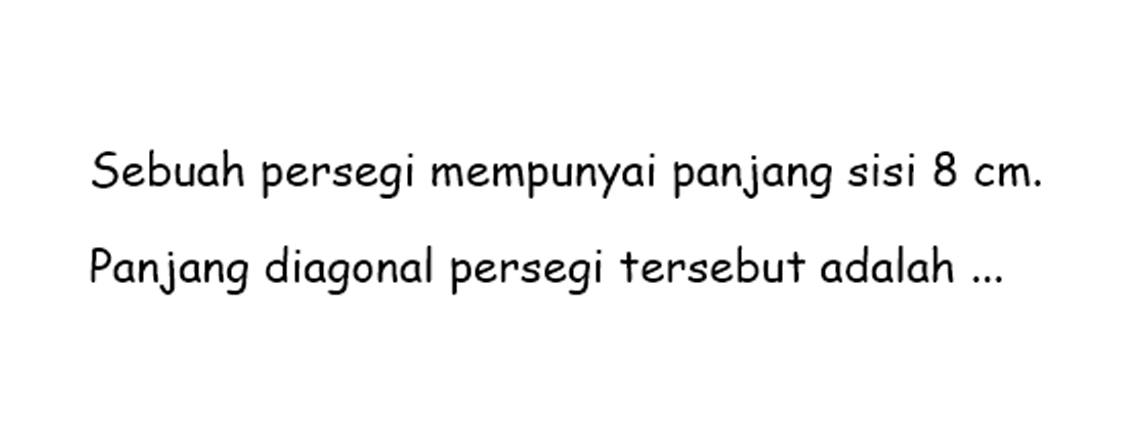 Sebuah persegi mempunyai panjang sisi 8 cm.
Panjang diagonal persegi tersebut adalah ...